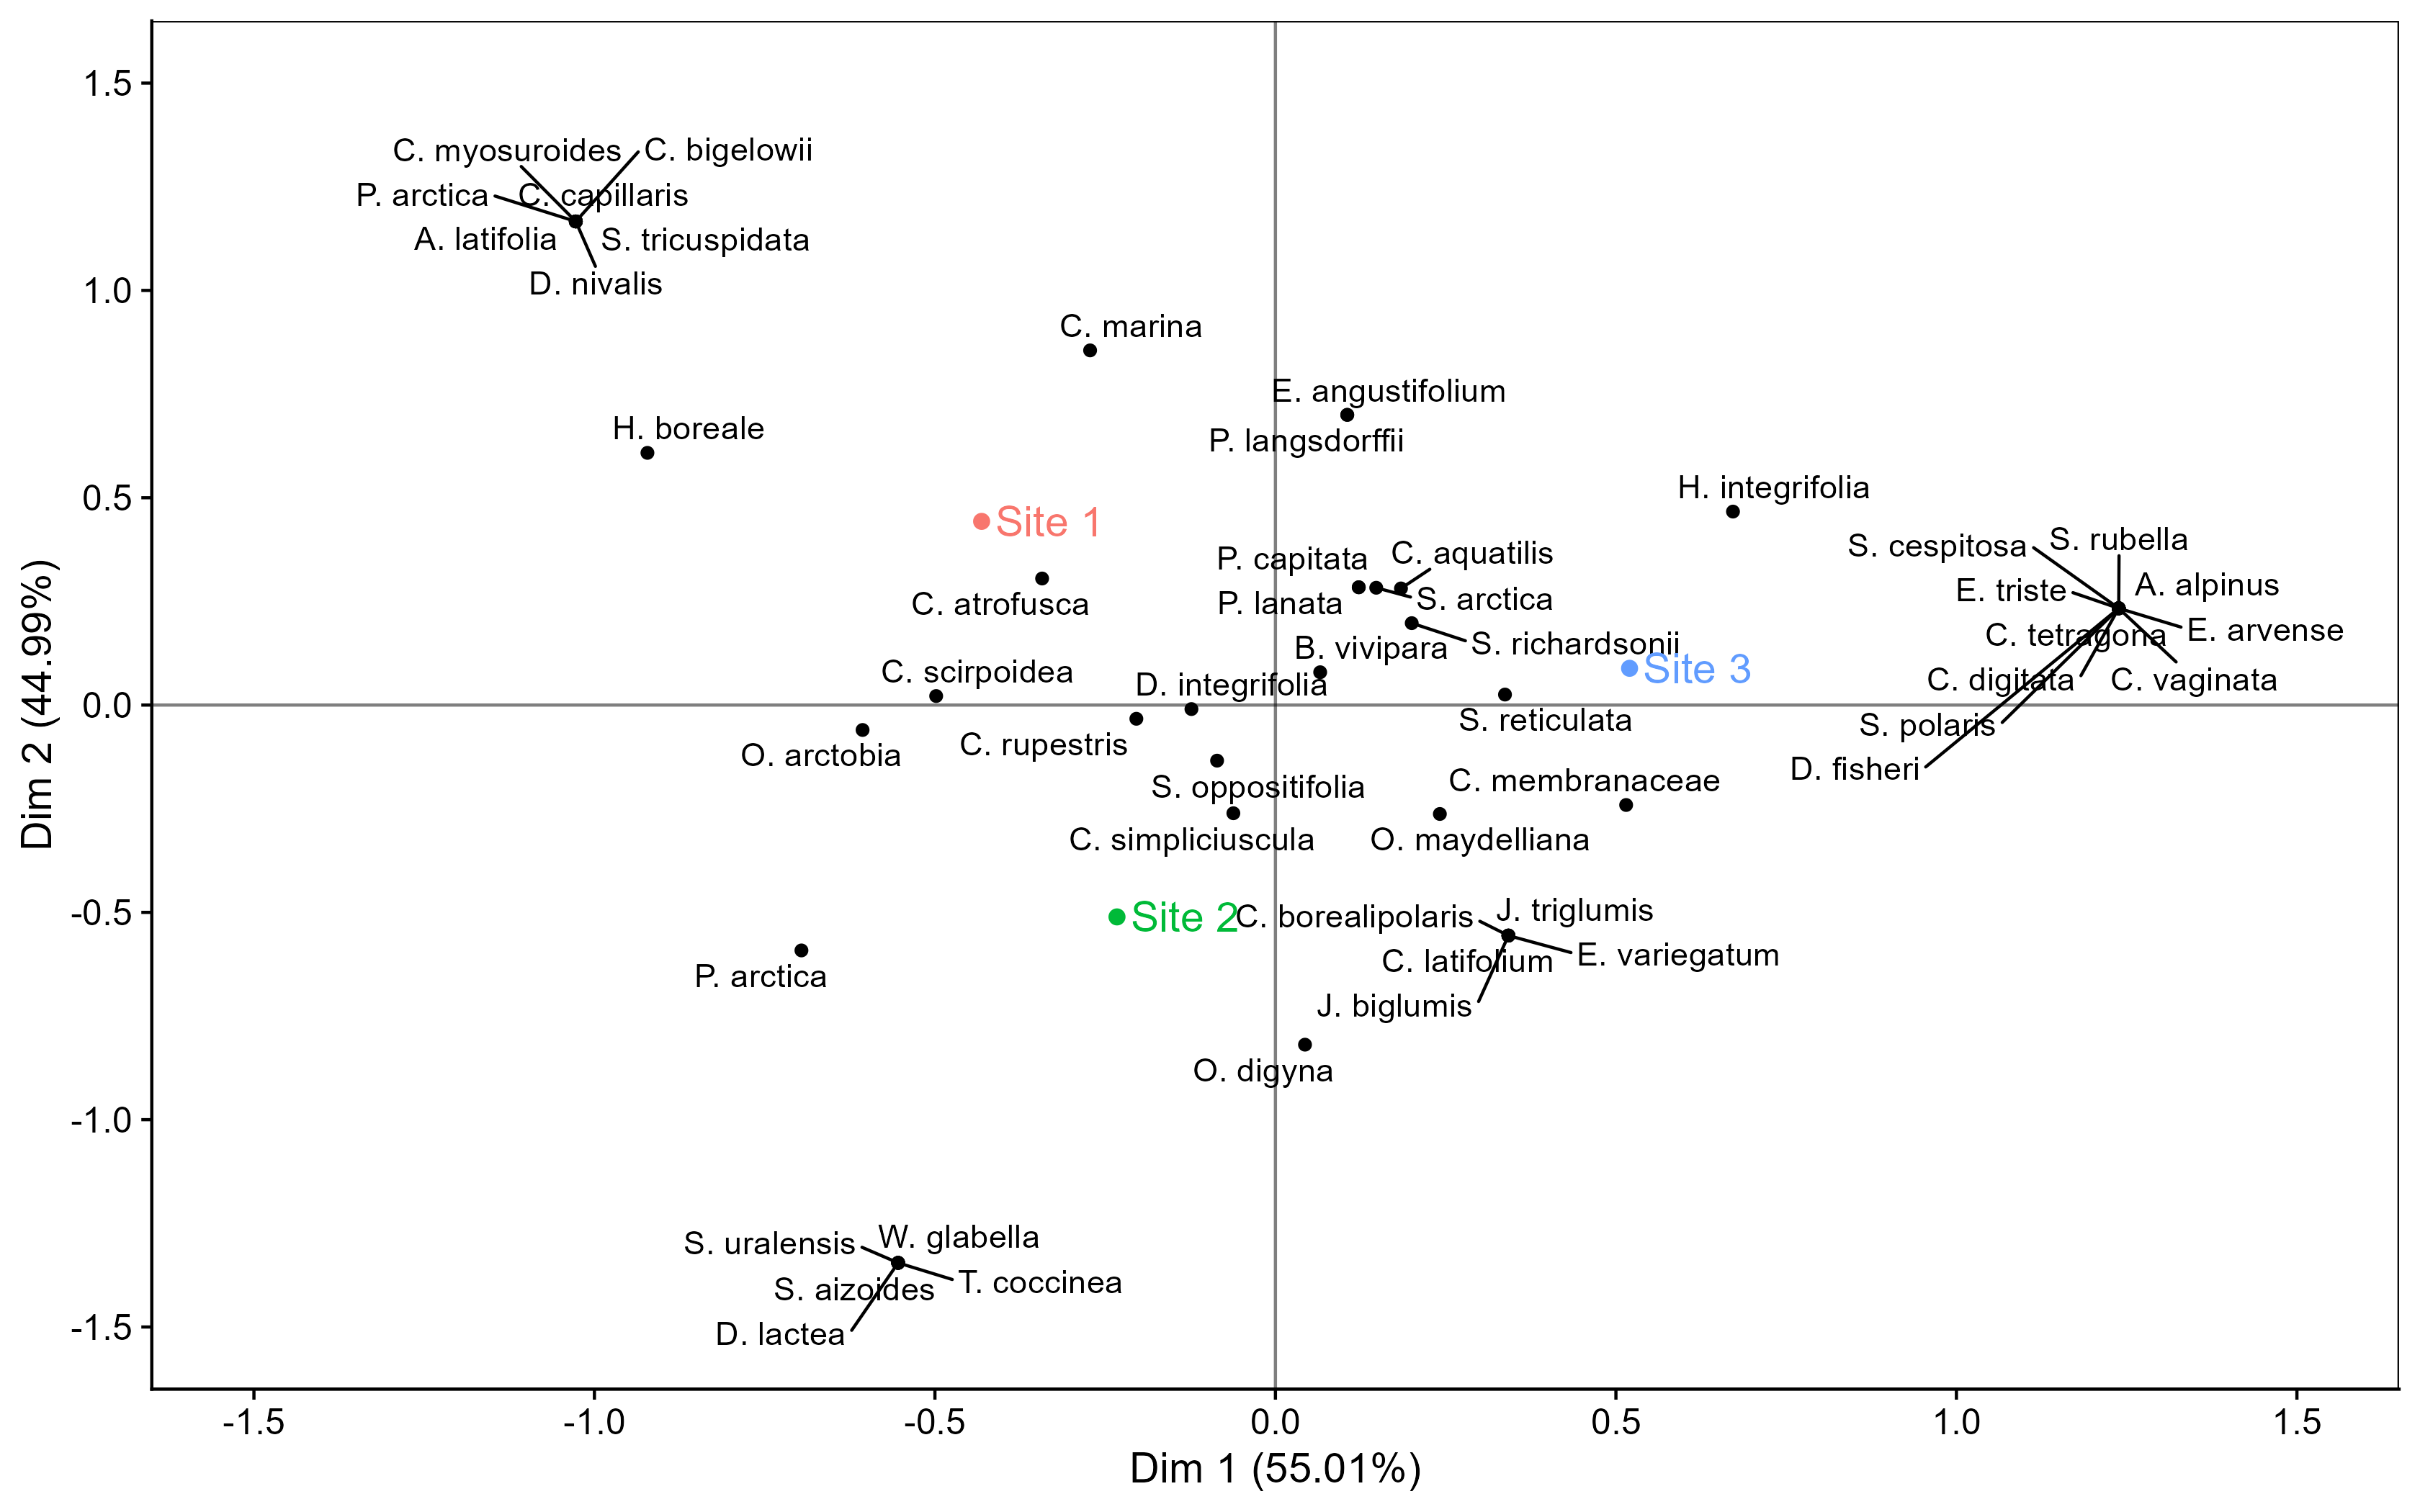 1.5
C. myosuroides
C. bigelowii
P. arctica
C. capillaris
A. latifolia
S. tricuspidata
D. nivalis
1.0
C. marina
E. angustifolium
H. boreale
P. langsdorffii
H. integrifolia
0.5
Site 1
S. cespitosa
S. rubella
P. capitata
C. aquatilis
E. triste
A. alpinus
C. atrofusca
P. lanata
S. arctica
C. tetragona
E. arvense
B. vivipara
S. richardsonii
C. scirpoidea
D. integrifolia
Site 3
C. digitata
C. vaginata
0.0
S. reticulata
S. polaris
O. arctobia
C. rupestris
D. fisheri
S. oppositifolia
C. membranaceae
C. simpliciuscula
O. maydelliana
-0.5
Site 2
C. borealipolaris
J. triglumis
P. arctica
C. latifolium
E. variegatum
J. biglumis
O. digyna
-1.0
S. uralensis
W. glabella
S. aizoides
T. coccinea
-1.5
D. lactea
-1.5
-1.0
-0.5
0.0
0.5
1.0
1.5
Dim 1 (55.01%)
Dim 2 (44.99%)